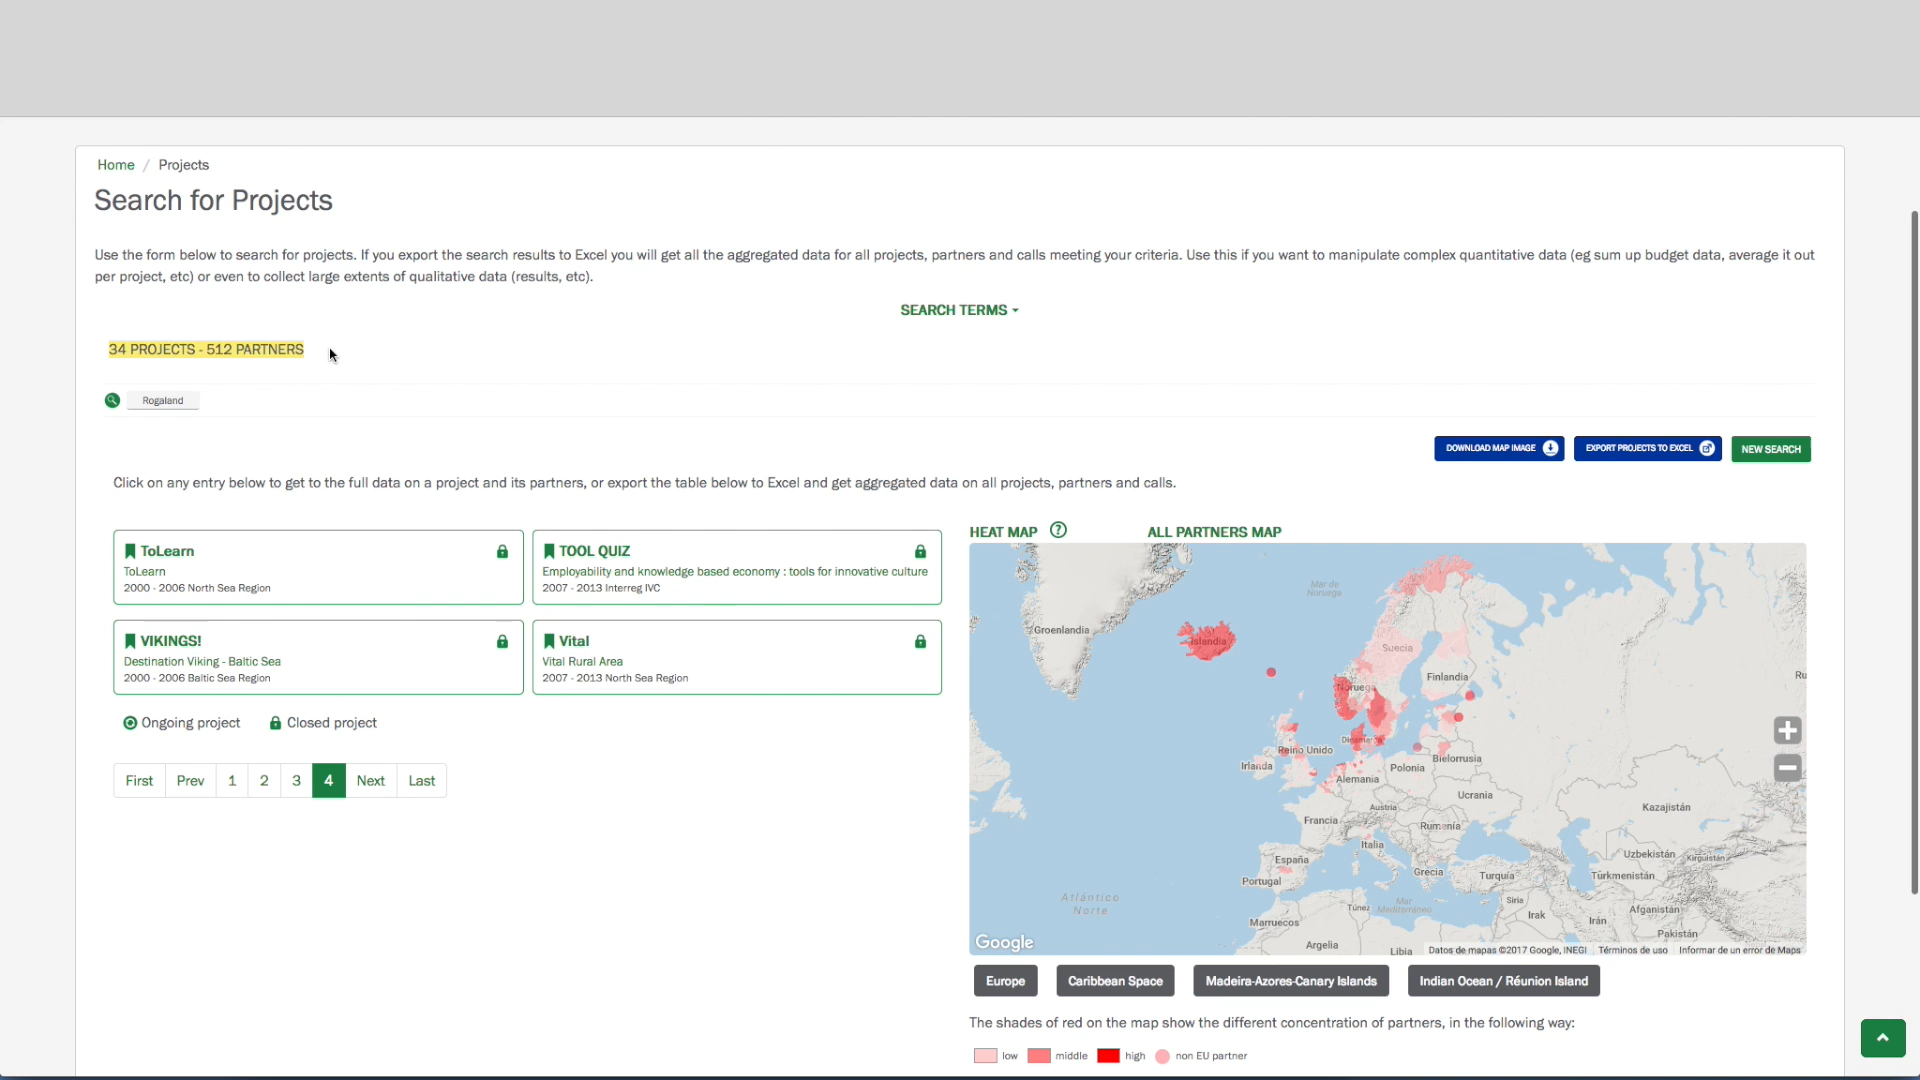 Home / Projects
Search for Projects
Use the form below to search for projects. If you export the search results to Excel you will get all the aggregated data for all projects, partners and calls meeting your criteria. Use this if you want to manipulate complex quantitative data (eg sum up budget data, average it out
per project, etc) or even to collect large extents of qualitative data (results, etc).
SEARCH TERMS
34 PROJECTS - 512 PARTNERS
Rogaland
DOWNLOAD MAP IMAGE
EXPORT PROJECTS TO EXCEL
NEW SEARCH
Click on any entry below to get to the full data on a project and its partners, or export the table below to Excel and get aggregated data on all projects, partners and calls.
ToLearn
ToLearn
2000 - 2006 North Sea Region
TOOL QUIZ
Employability and knowledge based economy : tools for innovative culture
2007 - 2013 Interreg IVC
VIKINGS!
Destination Viking - Baltic Sea
2000 - 2006 Baltic Sea Region
Vital
Vital Rural Area
2007 - 2013 North Sea Region
Ongoing project
Closed project
First Prev 1 2 3 4 Next Last
HEAT MAP ?
ALL PARTNERS MAP
Mar de
Noruega
Groenlandia
Islandia
Suecia
Finlandia
Noruega
Ru
Reino Unido
Irlanda
Alemania
Polonia
Bielorrusia
Ucrania
Austria
Francia
Rumania
Kazajistán
Italia
España
Portugal
Grecia
Turquía
Uzbekistán
Kirguistán
Turkmenistán
Atlántico
Norte
Marruecos
Túnez
Mar
Mediterráneo
Siria
Irak
Irán
Afganistán
Pakistán
Argelia
Libia
Google
Datos de mapas ©2017 Google, INEGI
Términos de uso
Informar de un error de Maps
Europe
Caribbean Space
Madeira-Azores-Canary Islands
Indian Ocean / Réunion Island
The shades of red on the map show the different concentration of partners, in the following way:
low middle high non EU partner